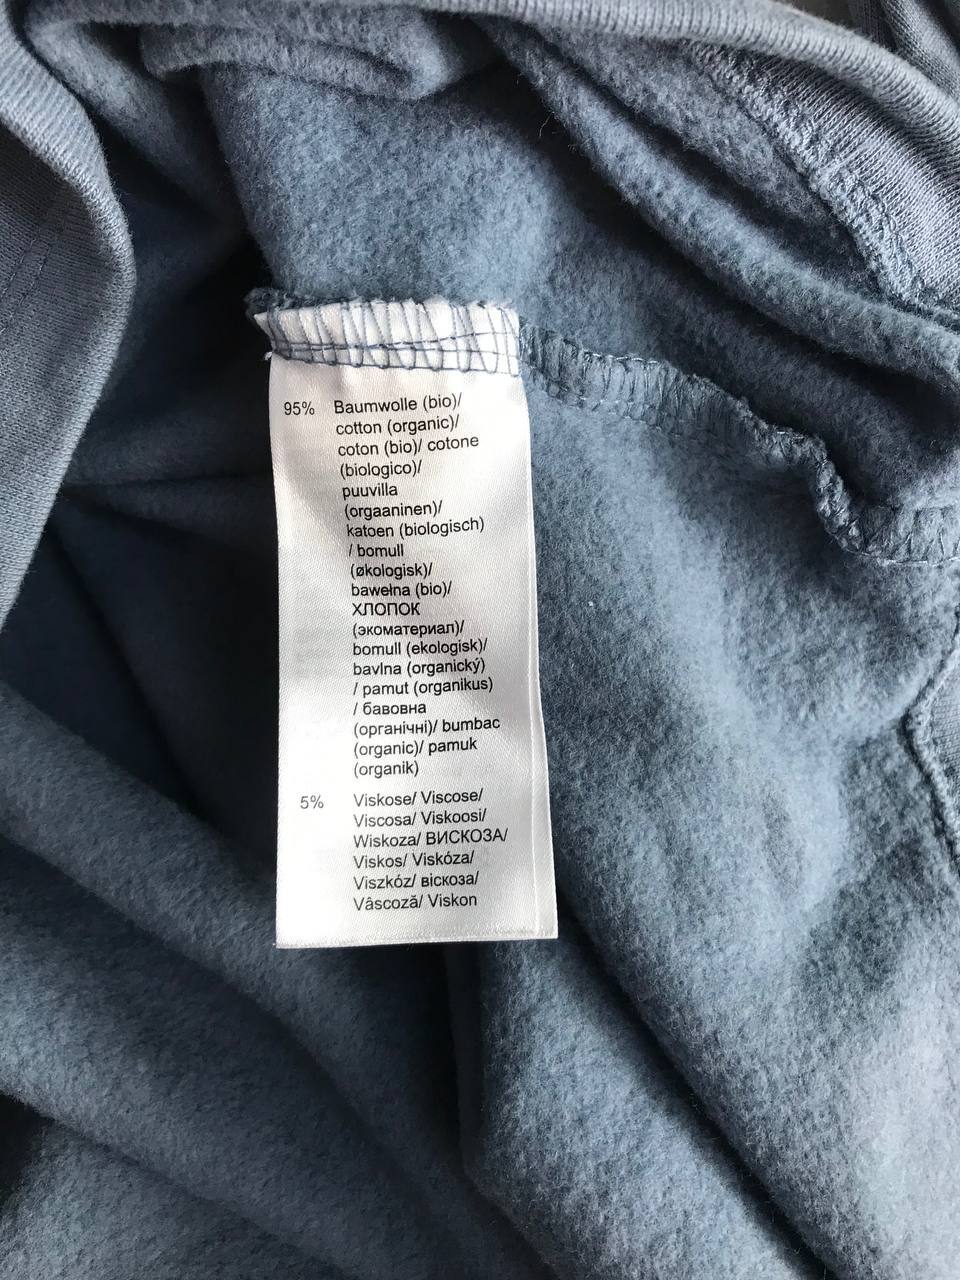 95% Baumwolle (bio)/
cotton (organic)/
coton (bio)/ cotone
(biologico)/
puuvilla
(orgaaninen)/
katoen (biologisch)
/ bomull
(økologisk)/
bawełna (bio)/
ХЛОПОК
(экоматериал)/
bomull (ekologisk)/
bavlna (organický)
/ pamut (organikus)
/ бавовна
(органічні)/ bumbac
(organic)/ pamuk
(organik)
5% Viskose/ Viscose/
Viscosa/ Viskoosi/
Wiskoza/ ВИСКОЗА/
Viskos/ Viskóza/
Viszkóz/ віскоза/
Vâscoză/ Viskon